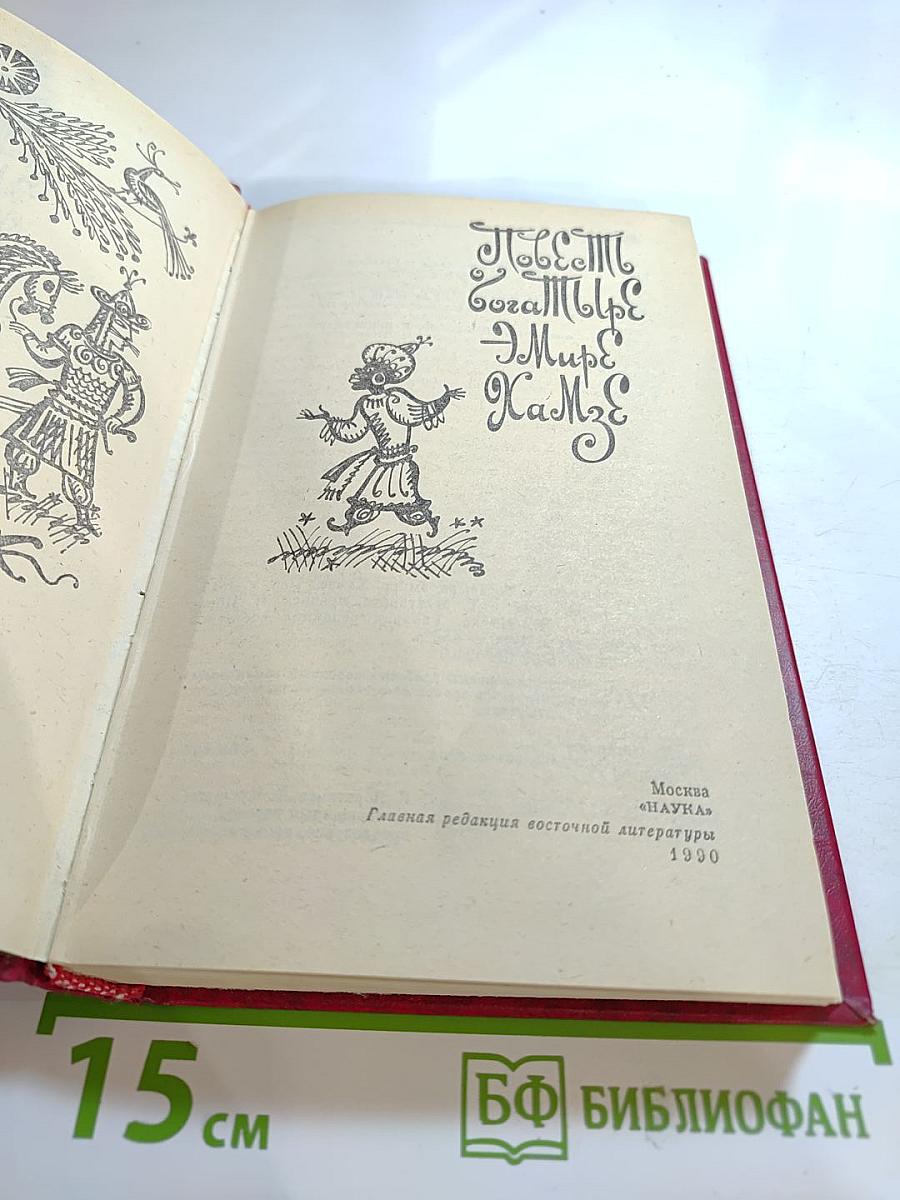 Повесть
богатыре
Эмире
Хамзе
Москва
«НАУКА»
Главная редакция восточной литературы
1990
15 см
БФ БИБЛИОФАН